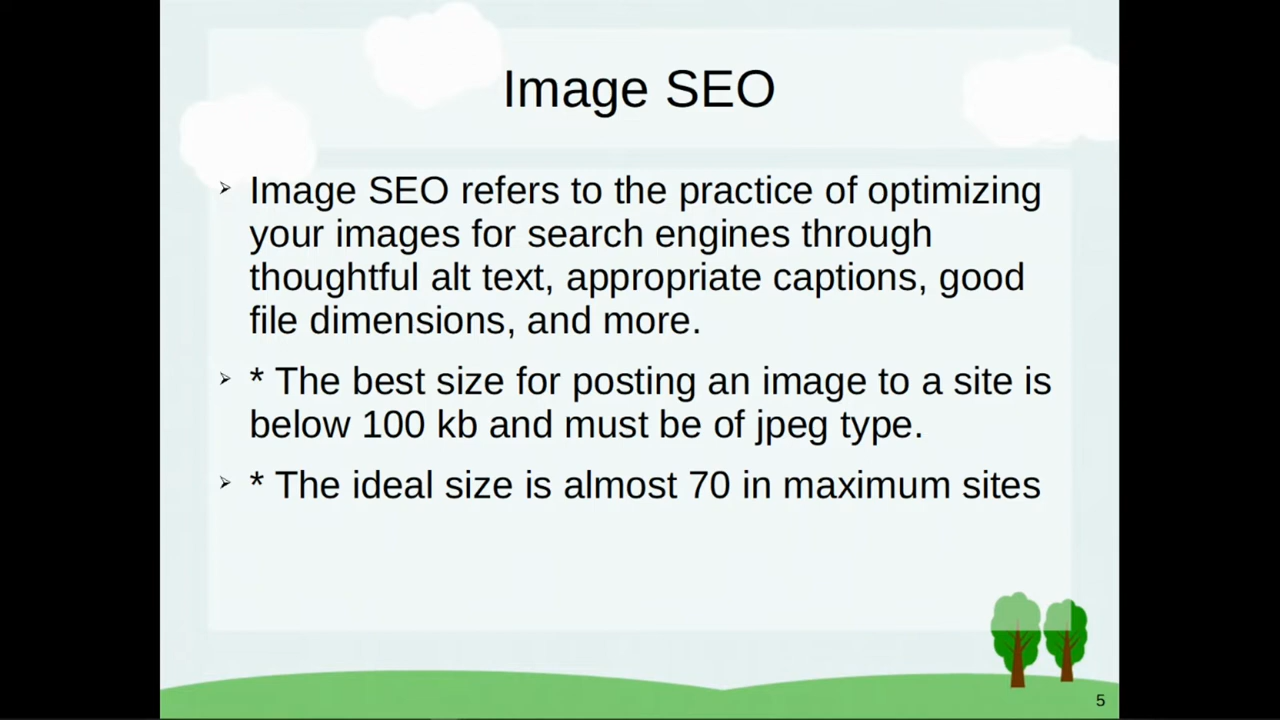 Image SEO
Image SEO refers to the practice of optimizing
your images for search engines through
thoughtful alt text, appropriate captions, good
file dimensions, and more.
* The best size for posting an image to a site is
below 100 kb and must be of jpeg type.
* The ideal size is almost 70 in maximum sites
5